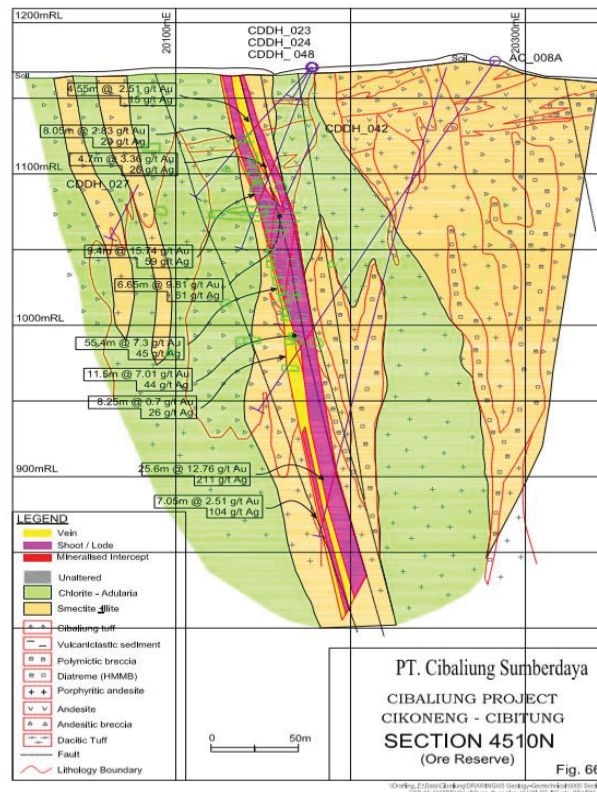 1200mRL
20100mE
CDDH_023
CDDH_024
CDDH_048
20300mE
Soil
Soil
AC_008A
4.55m @ 2.51 g/t Au
15 g/t Ag
8.05m @ 2.83 g/t Au
29 g/t Ag
CDDH_042
4.7m @ 3.36 g/t Au
26 g/t Ag
1100mRL
CDDH_027
9.4m @ 15.74 g/t Au
59 g/t Ag
6.65m @ 9.81 g/t Au
61 g/t Ag
1000mRL
55.4m @ 7.3 g/t Au
45 g/t Ag
11.5m @ 7.01 g/t Au
44 g/t Ag
8.25m @ 0.7 g/t Au
26 g/t Ag
25.6m @ 12.76 g/t Au
211 g/t Ag
900mRL
7.05m @ 2.51 g/t Au
104 g/t Ag
LEGEND
Vein
Shoot / Lode
Mineralised Intercept
Unaltered
Chlorite - Adularia
Smectite Illite
Cibaliung tuff
Vulcaniclastic sediment
Polymictic breccia
Diatreme (HMMB)
Porphyritic andesite
Andesite
Andesitic breccia
Dacitic Tuff
Fault
Lithology Boundary
0 50m
PT. Cibaliung Sumberdaya
CIBALIUNG PROJECT
CIKONENG - CIBITUNG
SECTION 4510N
(Ore Reserve)
Fig. 66